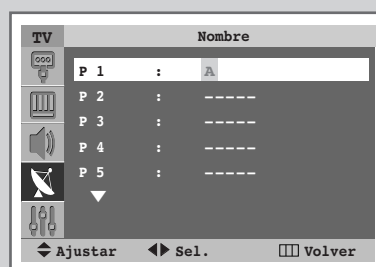 TV Nombre
P 1 : A
P 2 : -----
P 3 : -----
P 4 : -----
P 5 : -----
Ajustar Sel. Volver